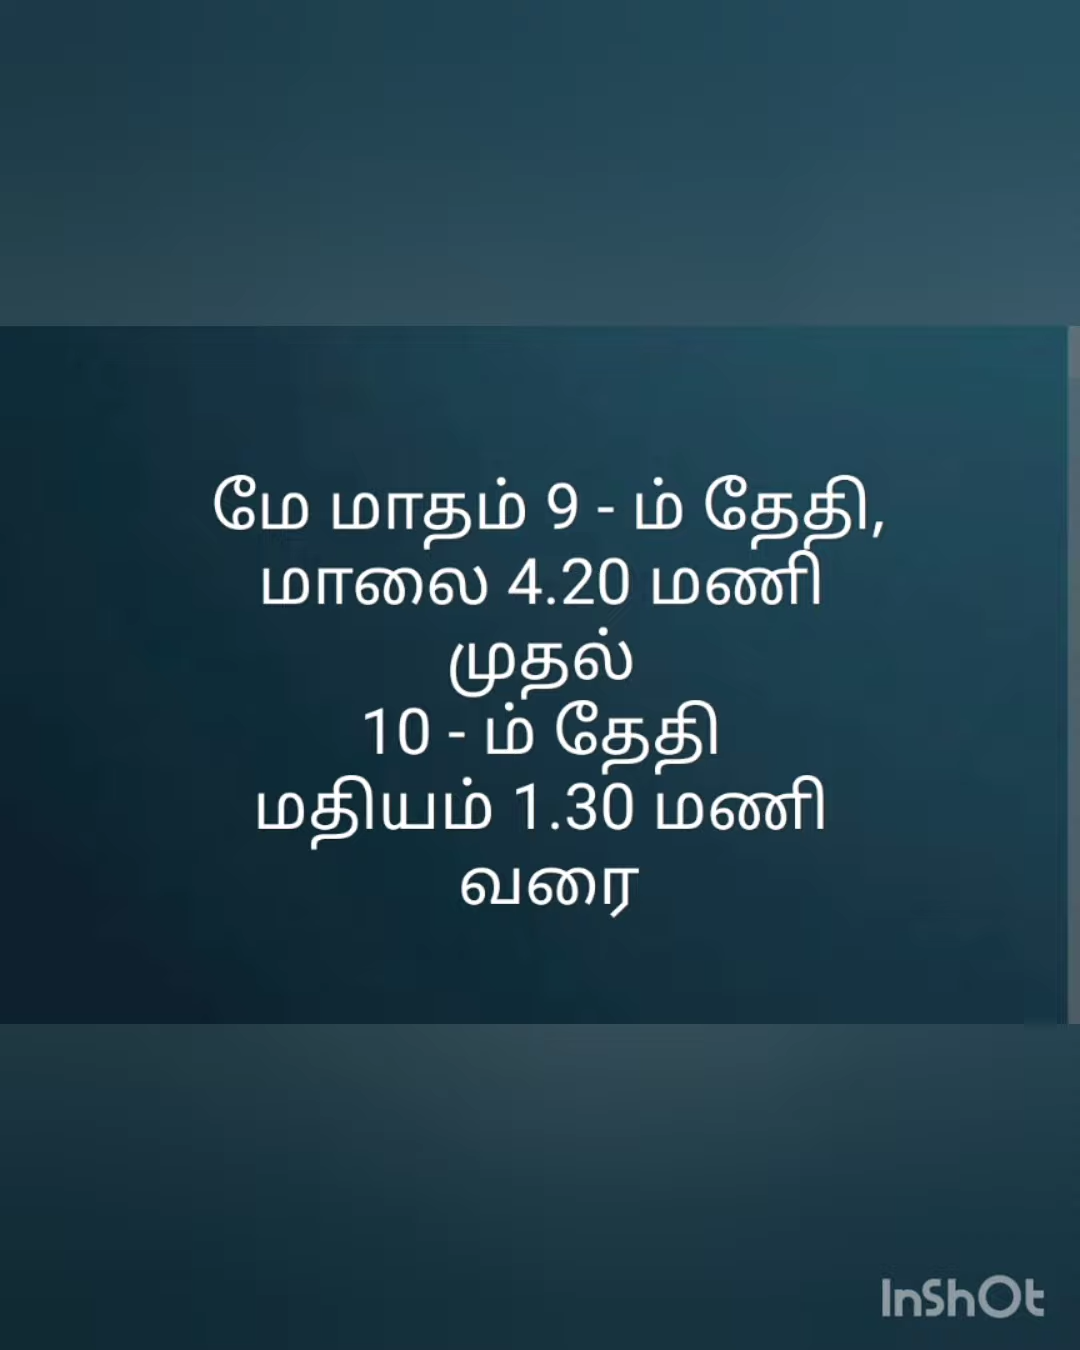 மே மாதம் 9 - ம் தேதி,
மாலை 4.20 மணி
முதல்
10 - ம் தேதி
மதியம் 1.30 மணி
வரை
InShOt